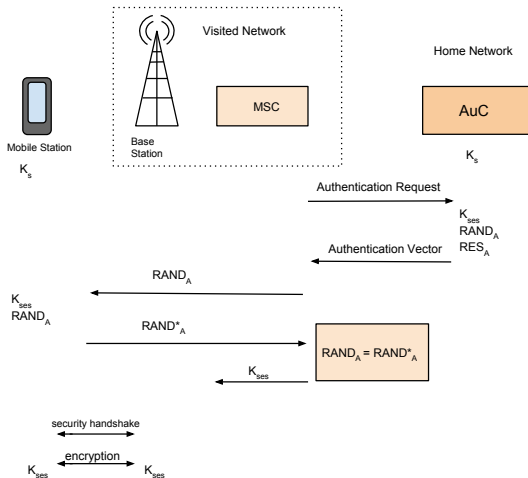 Visited Network
Home Network
MSC
AuC
Mobile Station
Base
Station
Ks
Ks
Authentication Request
Kses
RANDA
RESA
Authentication Vector
RANDA
Kses
RANDA
RAND*A
RANDA = RAND*A
Kses
security handshake
encryption
Kses
Kses